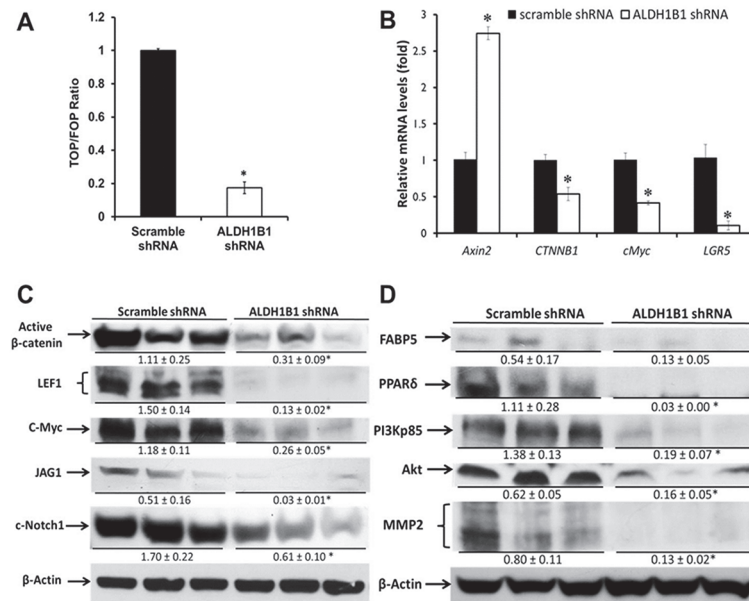 A
TOP/FOP Ratio
1.2
1
0.8
0.6
0.4
0.2
0
*
Scramble shRNA
ALDH1B1 shRNA
B
scramble shRNA
ALDH1B1 shRNA
Relative mRNA levels (fold)
3
2.5
2
1.5
1
0.5
0
*
*
*
*
Axin2
CTNNB1
cMyc
LGR5
C
Scramble shRNA
ALDH1B1 shRNA
Active β-catenin
1.11 ± 0.25
0.31 ± 0.09*
LEF1
1.50 ± 0.14
0.13 ± 0.02*
C-Myc
1.18 ± 0.11
0.26 ± 0.05*
JAG1
0.51 ± 0.16
0.03 ± 0.01*
c-Notch1
1.70 ± 0.22
0.61 ± 0.10 *
β-Actin
D
Scramble shRNA
ALDH1B1 shRNA
FABP5
0.54 ± 0.17
0.13 ± 0.05
PPARδ
1.11 ± 0.28
0.03 ± 0.00 *
PI3Kp85
1.38 ± 0.13
0.19 ± 0.07 *
Akt
0.62 ± 0.05
0.16 ± 0.05*
MMP2
0.80 ± 0.11
0.13 ± 0.02*
β-Actin